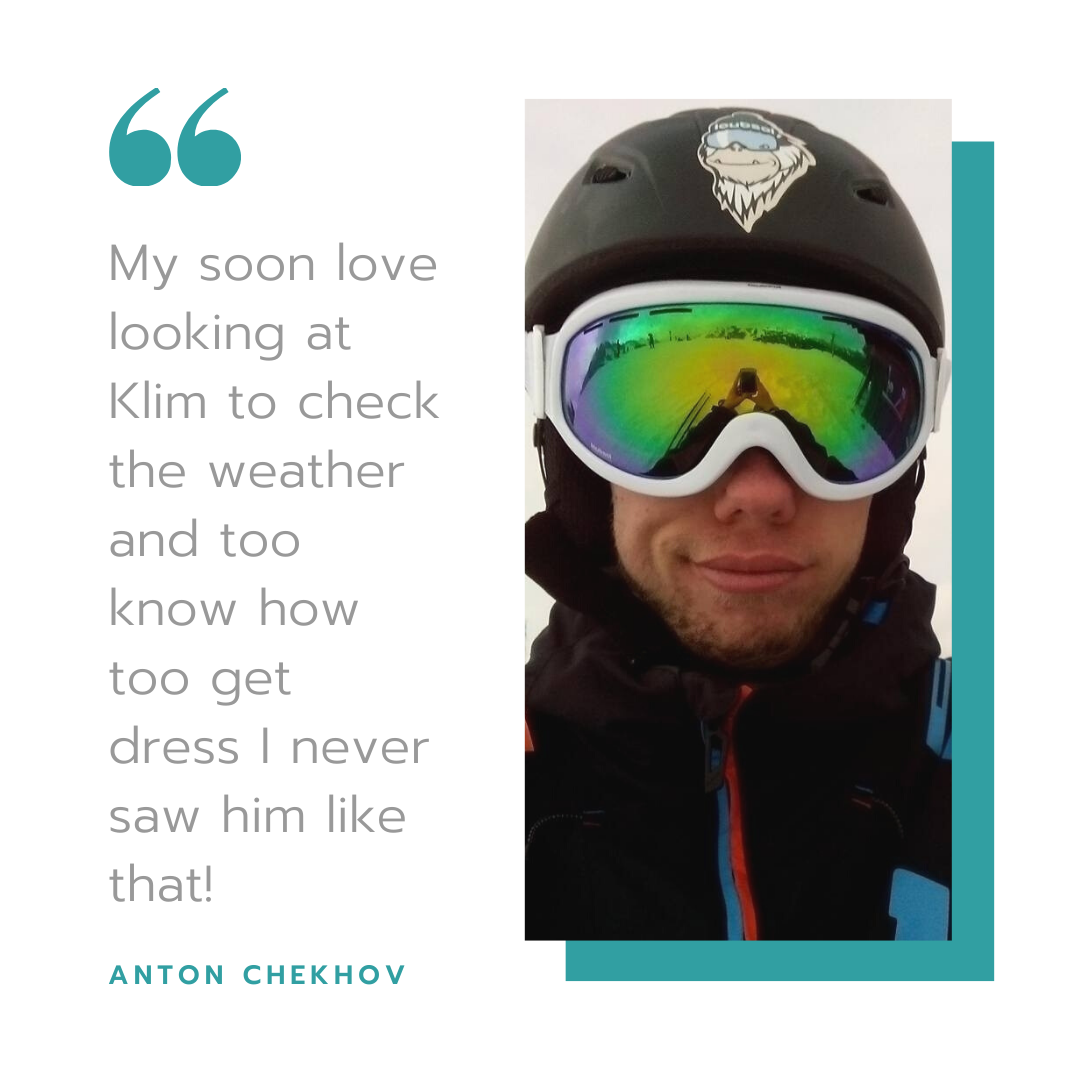 My soon love
looking at
Klim to check
the weather
and too
know how
too get
dress I never
saw him like
that!
ANTON CHEKHOV
loubsol